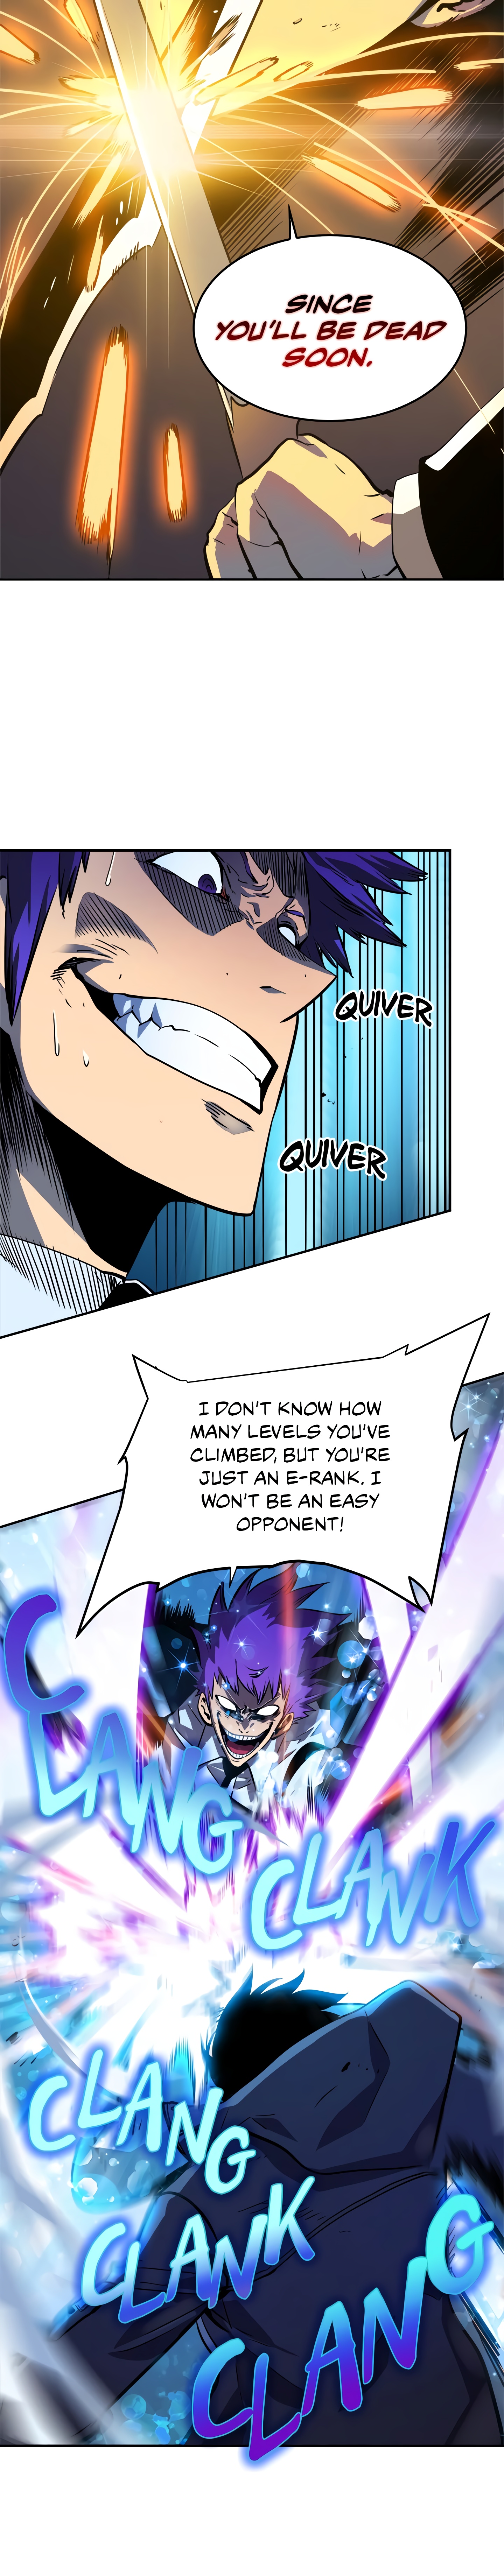 SINCE
YOU'LL BE DEAD
SOON.
QUIVER
QUIVER
I DON'T KNOW HOW
MANY LEVELS YOU'VE
CLIMBED, BUT YOU'RE
JUST AN E-RANK. I
WON'T BE AN EASY
OPPONENT!
CLANG
CLANK
CLANG
CLANK
CLANG